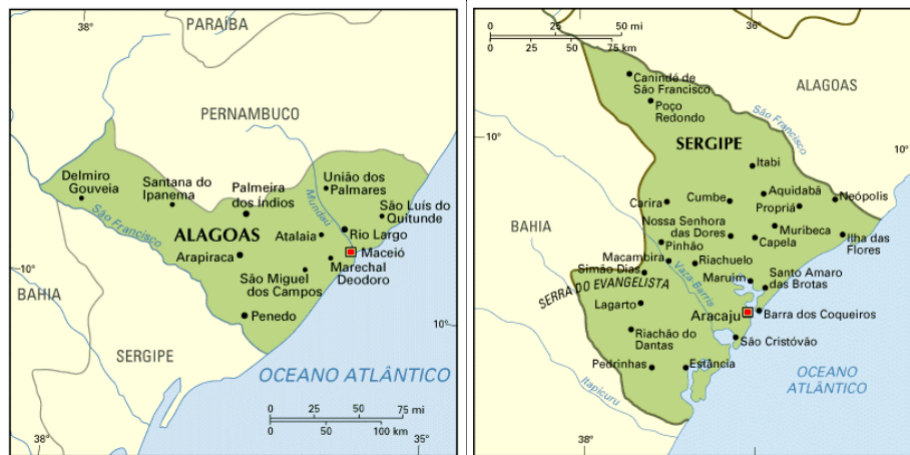 38°
PARAÍBA
PERNAMBUCO
Delmiro
Gouveia
Santana do
Ipanema
Palmeira
dos Índios
União dos
Palmares
Mundaú
São Luís do
Quitunde
São Francisco
ALAGOAS
Atalaia
Rio Largo
Maceió
Arapiraca
Marechal
Deodoro
São Miguel
dos Campos
10°
BAHIA
Penedo
10°
SERGIPE
OCEANO ATLÂNTICO
0 25 50 75 mi
0 50 100 km
38°
35°
0 25 50 mi
0 25 50 75 km
36°
Canindé de
São Francisco
Poço
Redondo
ALAGOAS
São Francisco
10°
SERGIPE
10°
Itabi
Carira
Cumbe
Aquidabã
Propriá
Neópolis
BAHIA
Nossa Senhora
das Dores
Muribeca
Capela
Ilha das
Flores
Pinhão
Macambira
Riachuelo
Simão Dias
Vaza-Barris
Maruim
Santo Amaro
das Brotas
SERRA DO EVANGELISTA
Lagarto
Aracaju
Barra dos Coqueiros
Riachão do
Dantas
São Cristóvão
Pedrinhas
Estância
Itapicuru
OCEANO
ATLÂNTICO
38°
36°